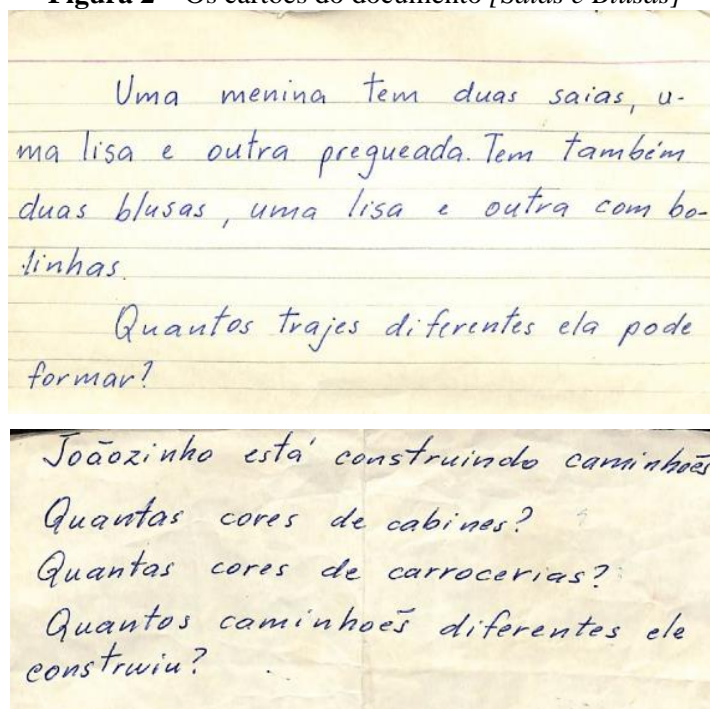 Figura 2 – Os cartões do documento [Saias e Blusas]
Uma menina tem duas saias, u-
ma lisa e outra pregueada. Tem também
duas blusas, uma lisa e outra com bo-
linhas.
Quantos trajes diferentes ela pode
formar?
Joãozinho está construindo caminhões
Quantas cores de cabines?
Quantas cores de carrocerias?
Quantos caminhões diferentes ele
construiu?